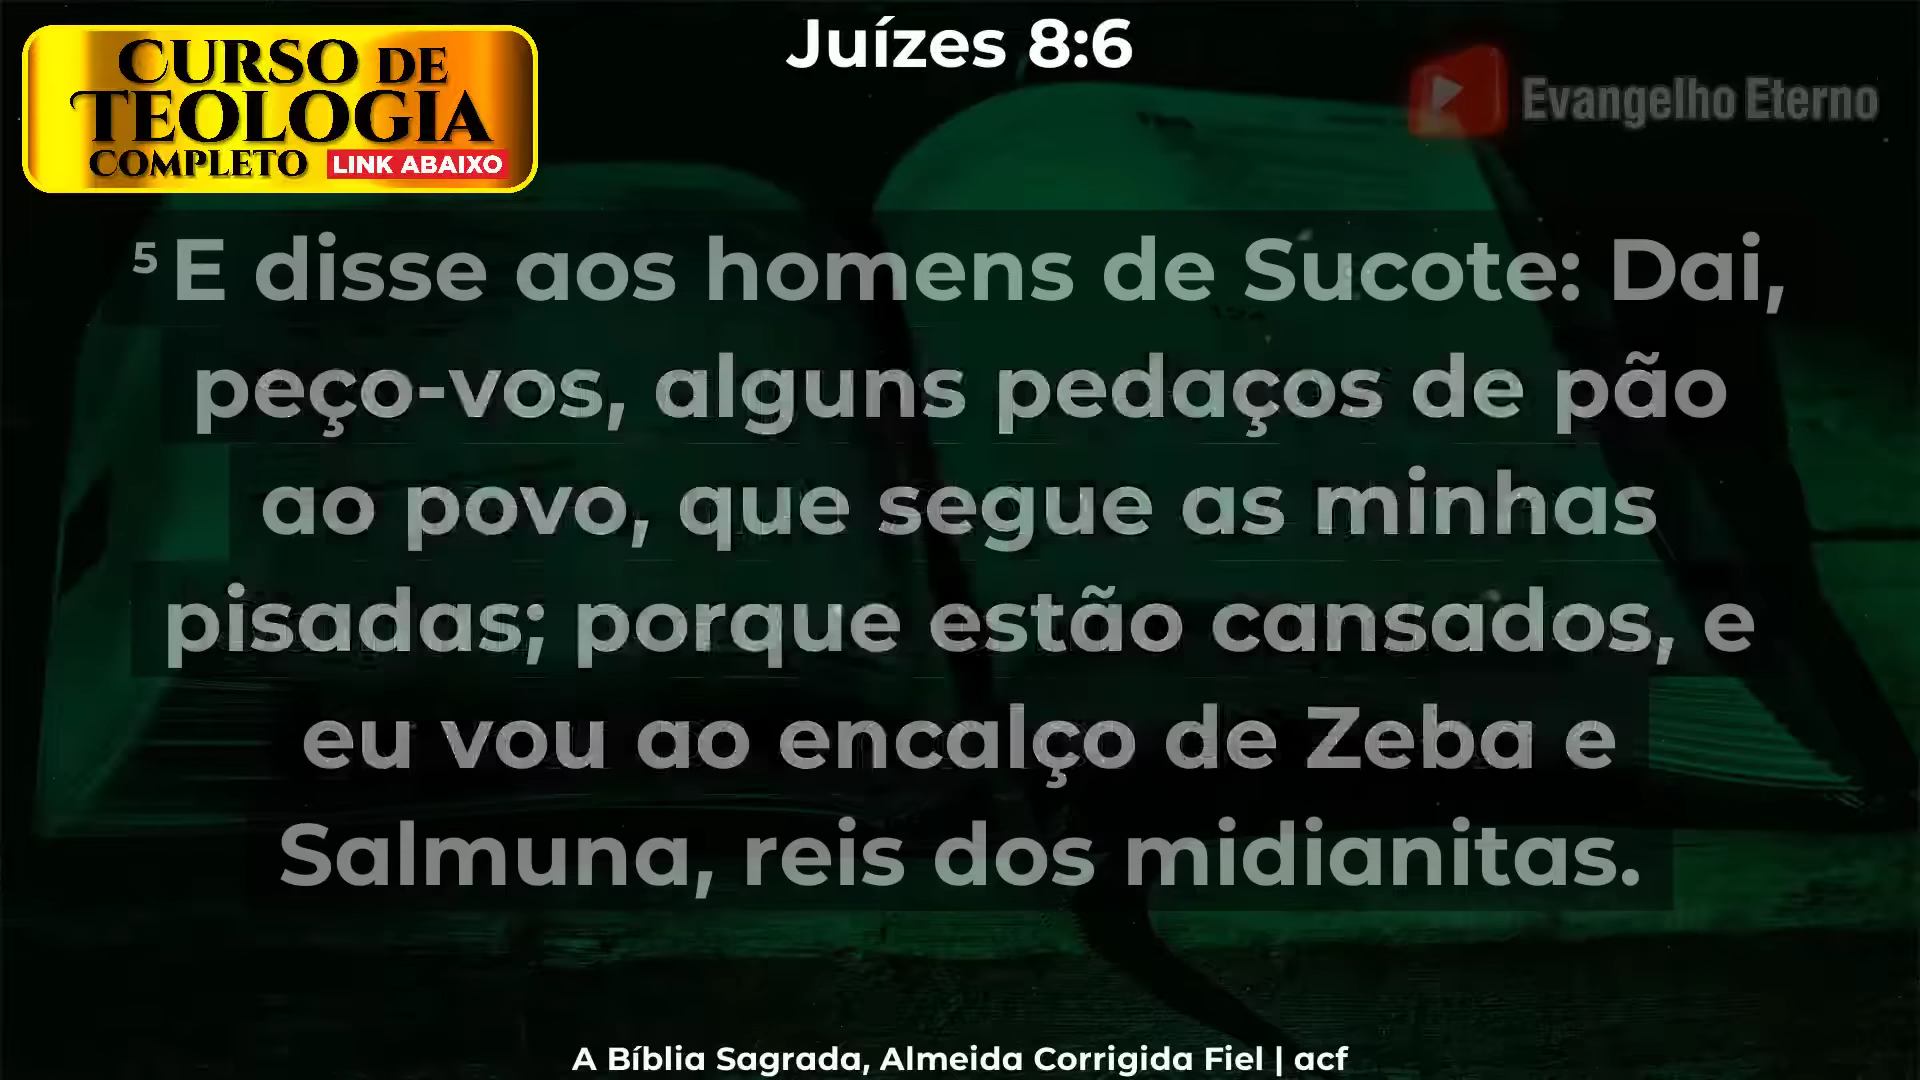 CURSO DE
TEOLOGIA
COMPLETO LINK ABAIXO
Juízes 8:6
Evangelho Eterno
5 E disse aos homens de Sucote: Dai,
peço-vos, alguns pedaços de pão
ao povo, que segue as minhas
pisadas; porque estão cansados, e
eu vou ao encalço de Zeba e
Salmuna, reis dos midianitas.
A Bíblia Sagrada, Almeida Corrigida Fiel | acf